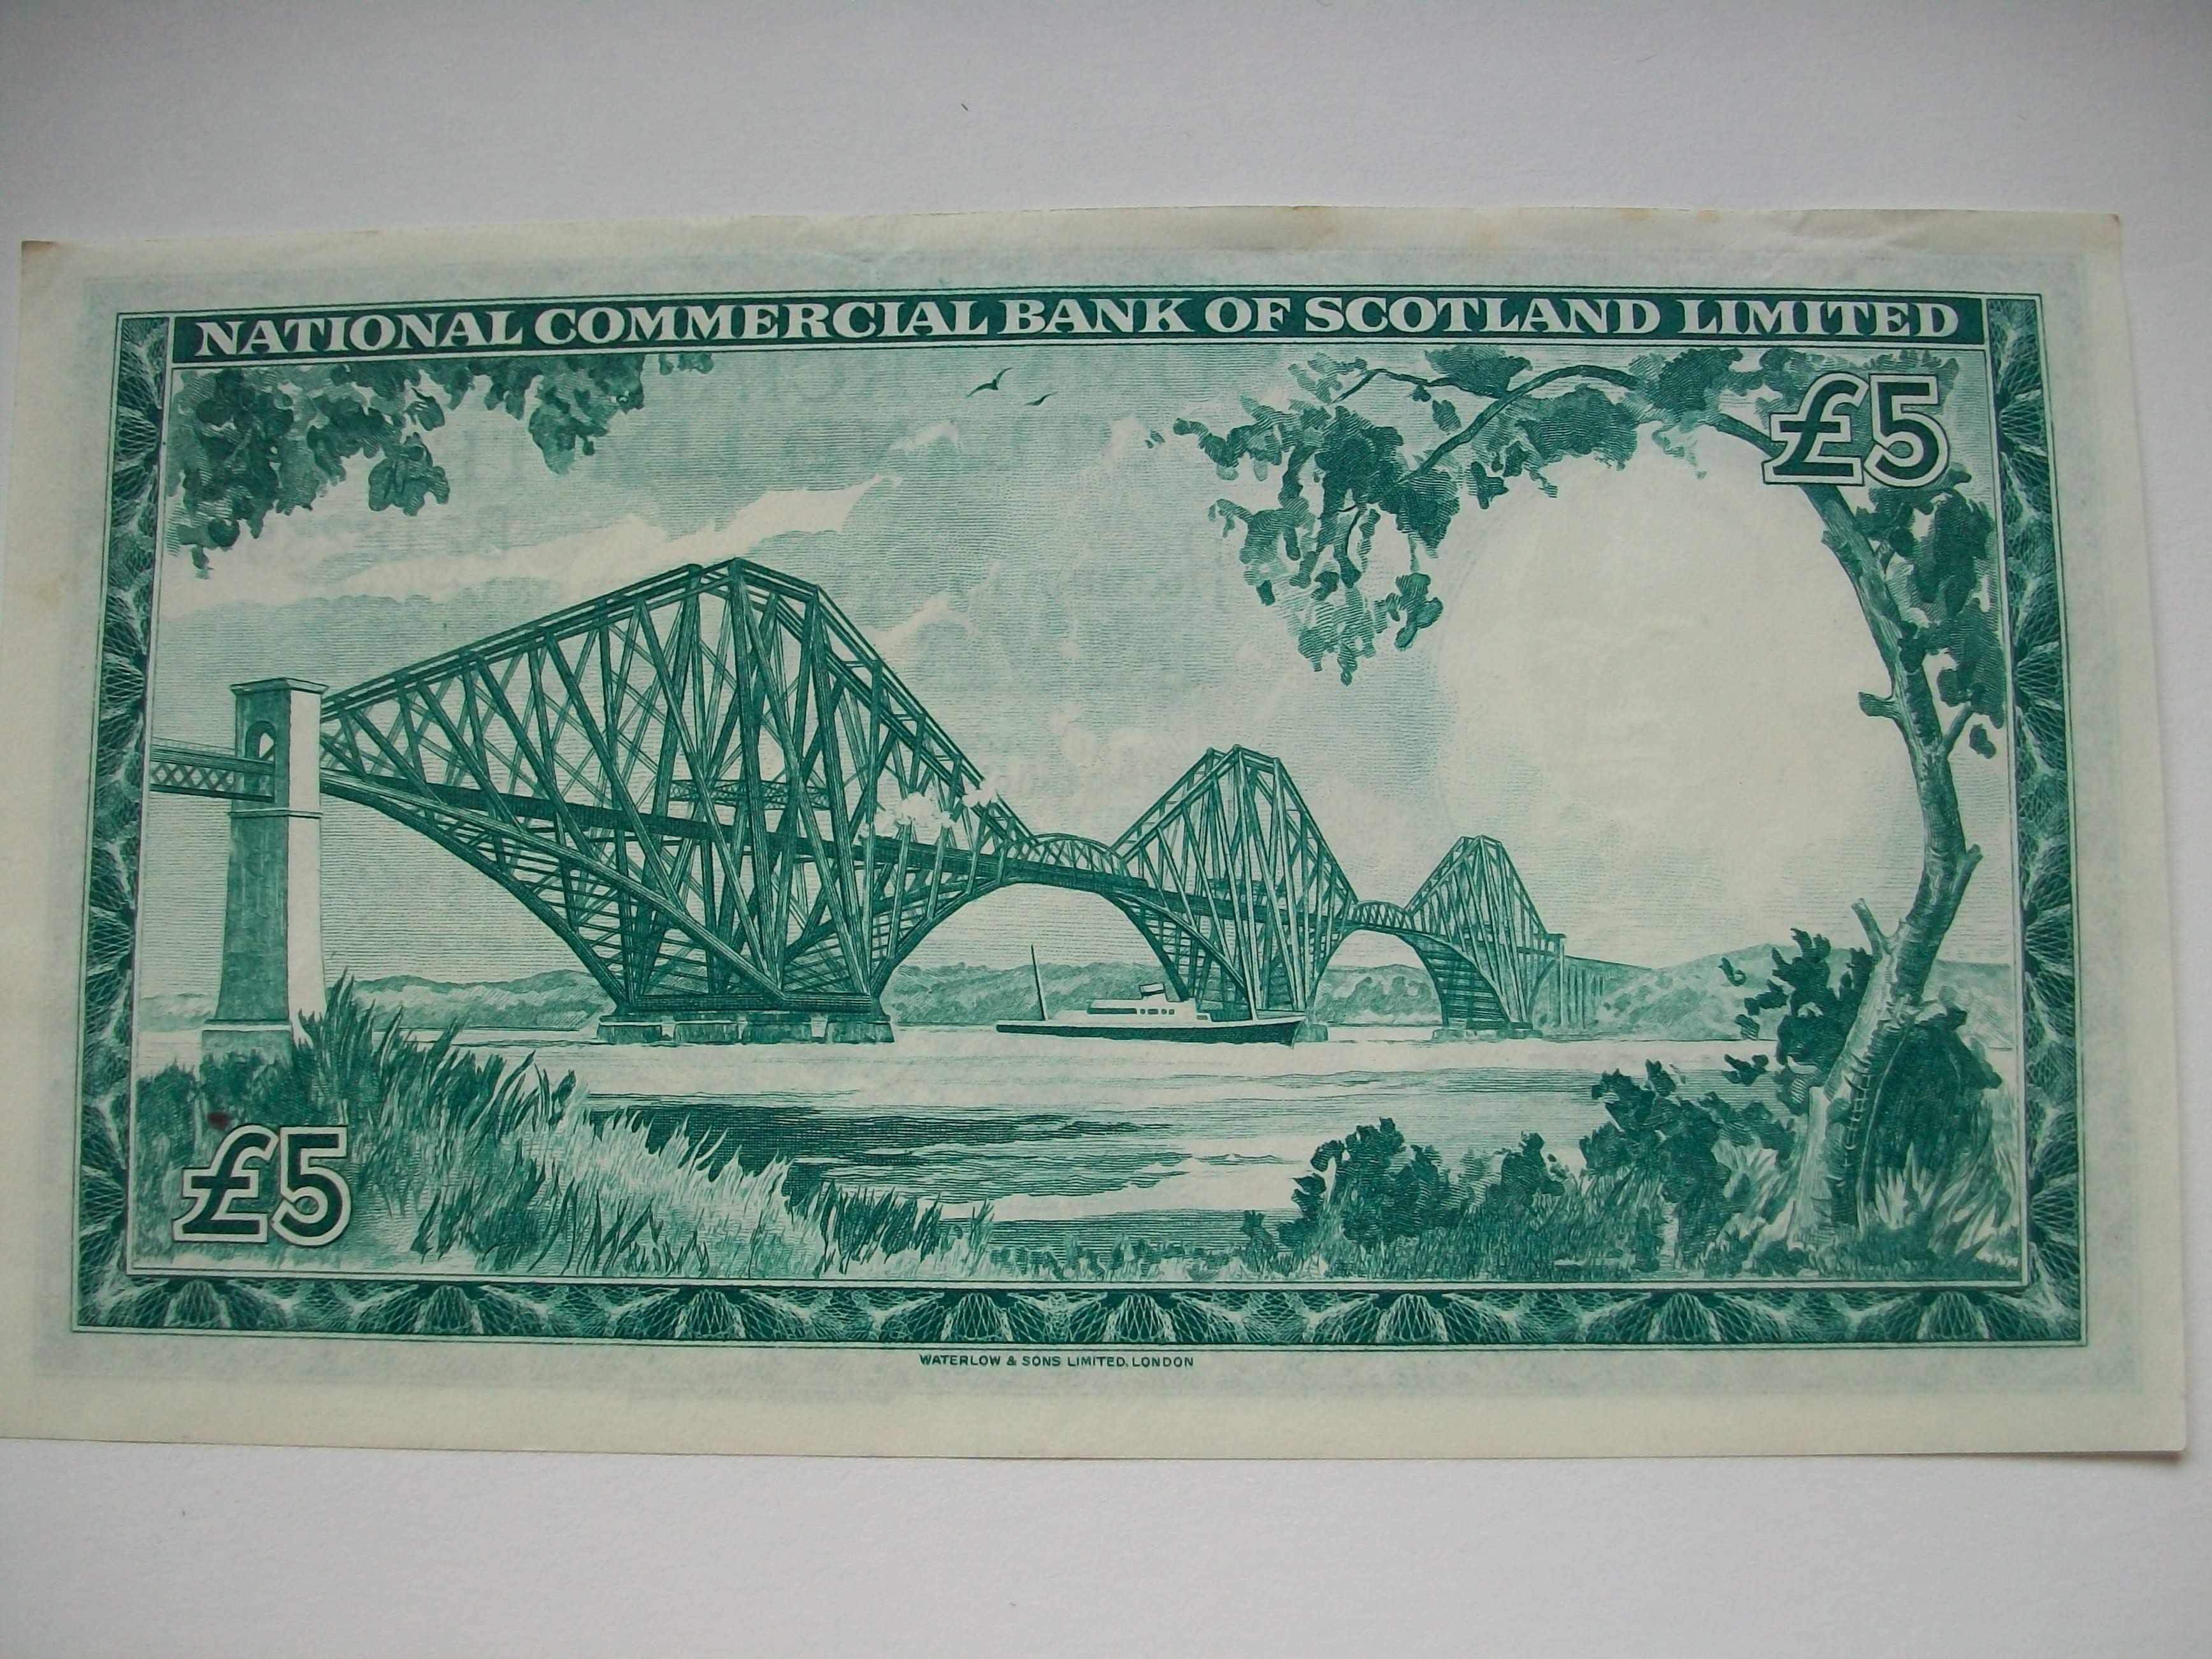 NATIONAL COMMERCIAL BANK OF SCOTLAND LIMITED
£5
£5
WATERLOW & SONS LIMITED, LONDON